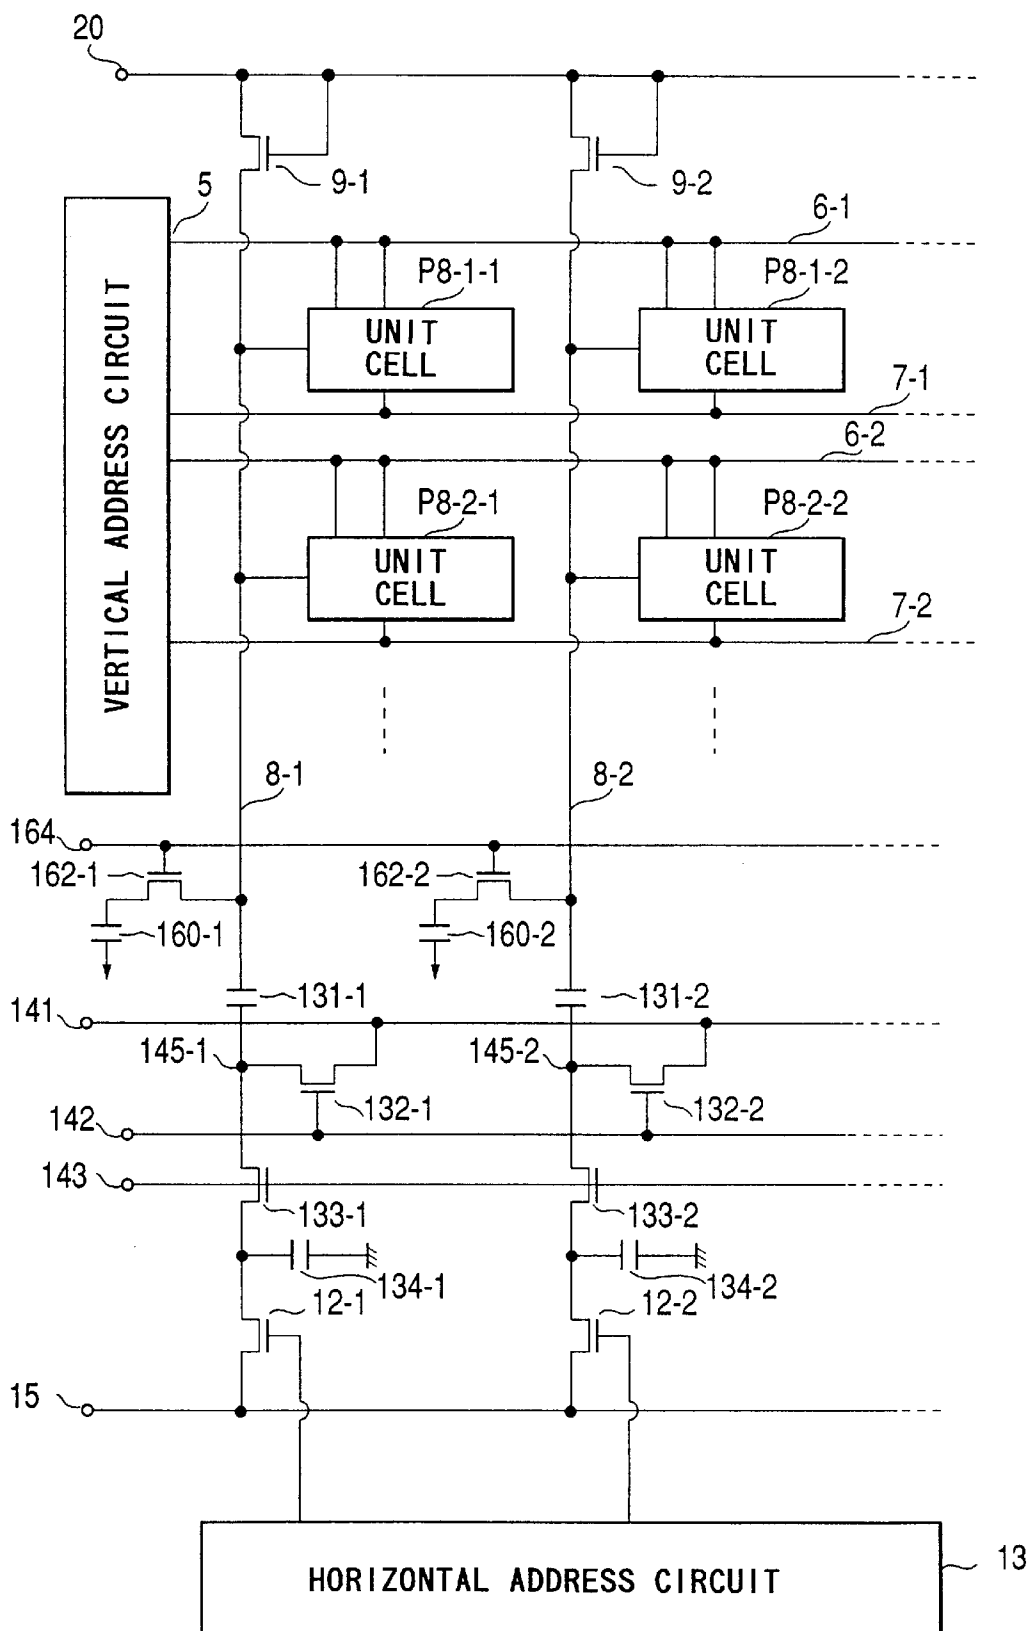 20
9-1
9-2
5
6-1
P8-1-1
P8-1-2
UNIT
CELL
UNIT
CELL
7-1
6-2
P8-2-1
P8-2-2
UNIT
CELL
UNIT
CELL
7-2
VERTICAL ADDRESS CIRCUIT
8-1
8-2
164
162-1
162-2
160-1
160-2
131-1
131-2
141
145-1
145-2
132-1
132-2
142
143
133-1
133-2
134-1
134-2
12-1
12-2
15
13
HORIZONTAL ADDRESS CIRCUIT